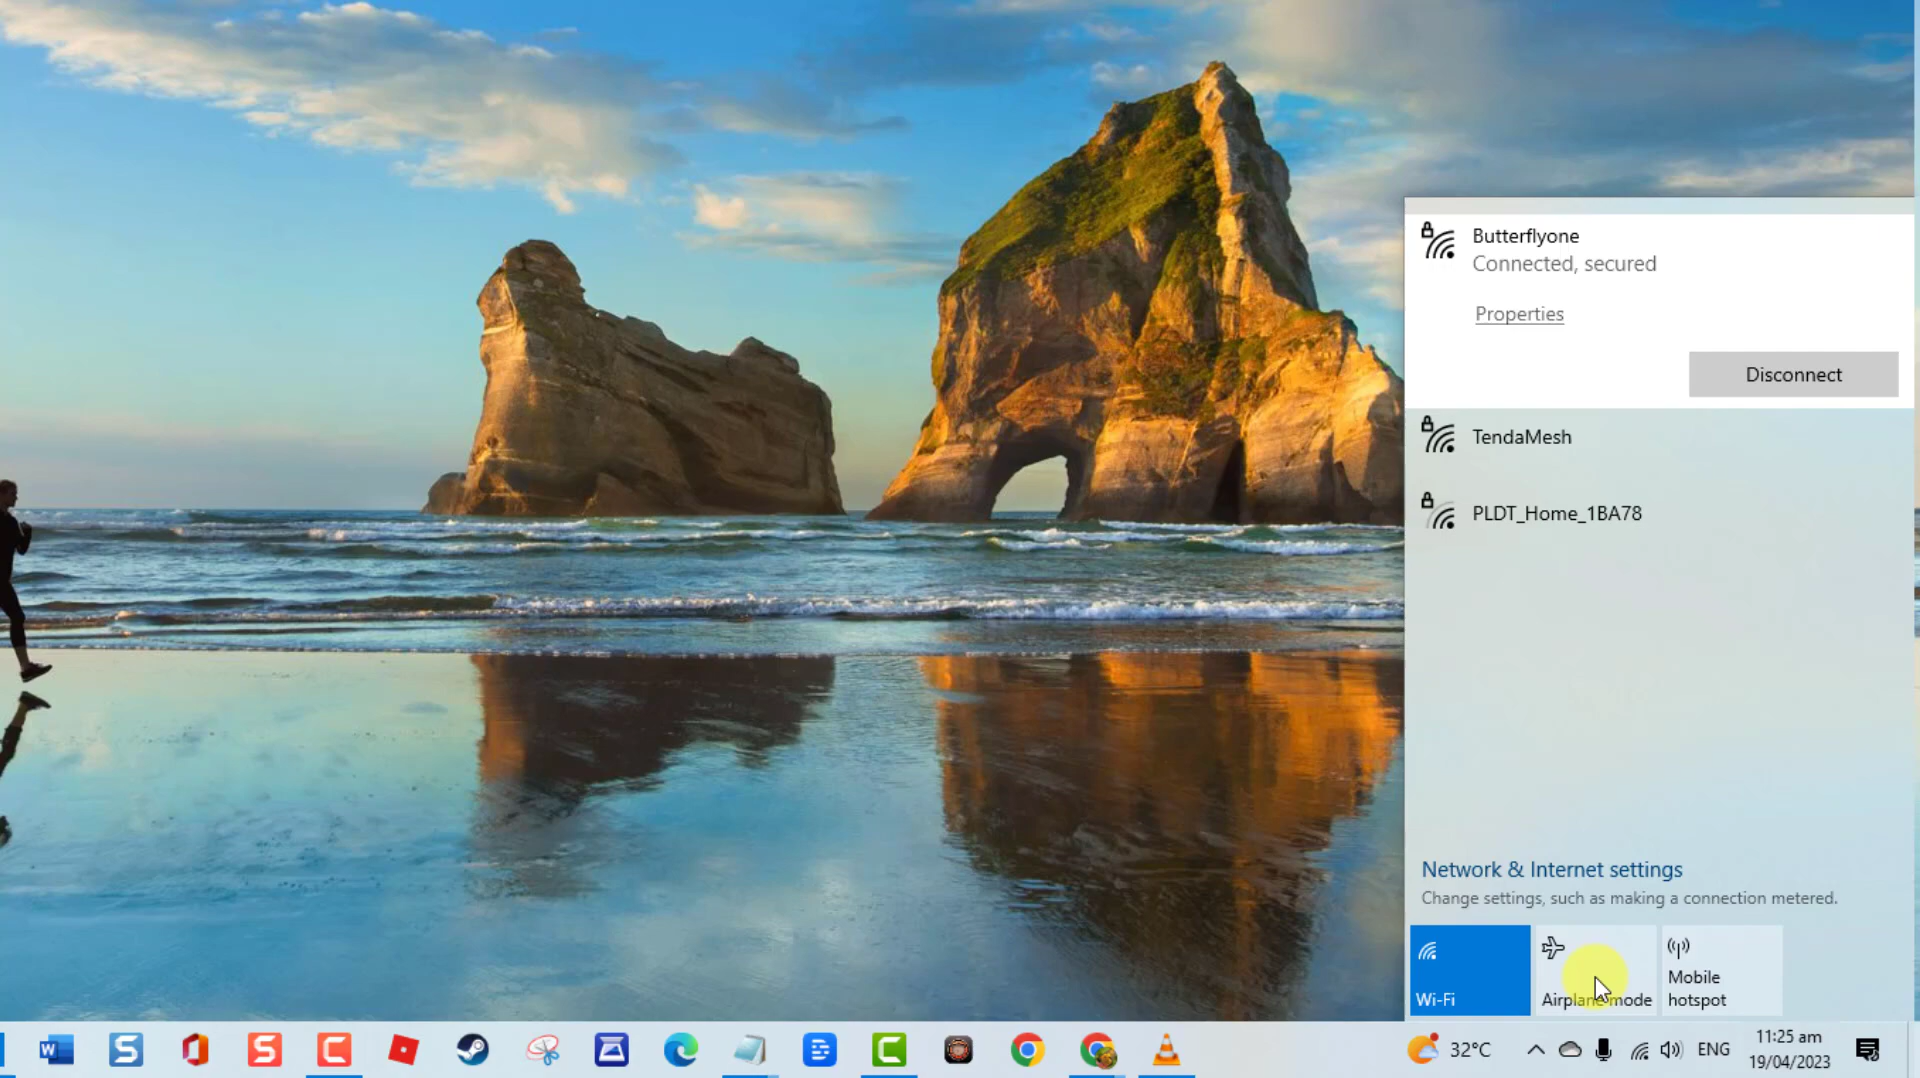 Butterflyone
Connected, secured
Properties
Disconnect
TendaMesh
PLDT_Home_1BA78
Network & Internet settings
Change settings, such as making a connection metered.
Wi-Fi
Airplane mode
Mobile
hotspot
32°C
ENG
11:25 am
19/04/2023